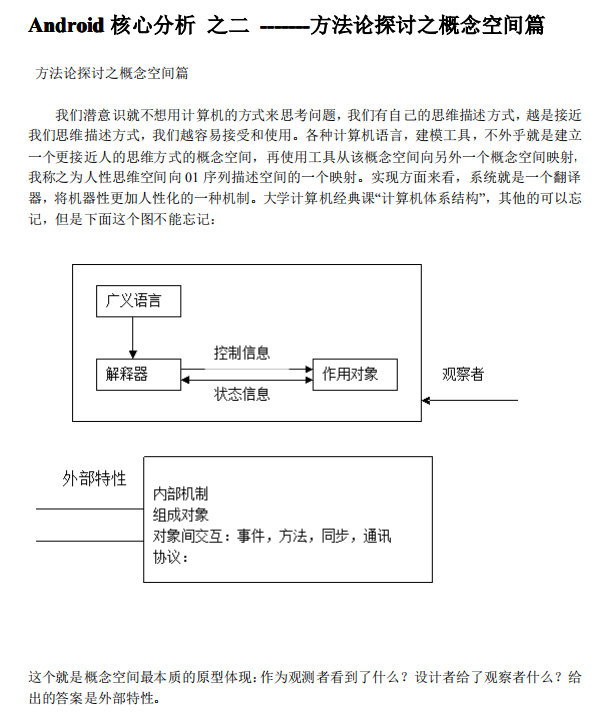 Android 核心分析 之二 -------方法论探讨之概念空间篇
方法论探讨之概念空间篇
我们潜意识就不想用计算机的方式来思考问题，我们有自己的思维描述方式，越是接近
我们思维描述方式，我们越容易接受和使用。各种计算机语言，建模工具，不外乎就是建立
一个更接近人的思维方式的概念空间，再使用工具从该概念空间向另外一个概念空间映射，
我称之为人性思维空间向 01 序列描述空间的一个映射。实现方面来看，系统就是一个翻译
器，将机器性更加人性化的一种机制。大学计算机经典课“计算机体系结构”，其他的可以忘
记，但是下面这个图不能忘记：
广义语言
控制信息
解释器
作用对象
观察者
状态信息
外部特性
内部机制
组成对象
对象间交互：事件，方法，同步，通讯
协议：
这个就是概念空间最本质的原型体现：作为观测者看到了什么？设计者给了观察者什么？给
出的答案是外部特性。